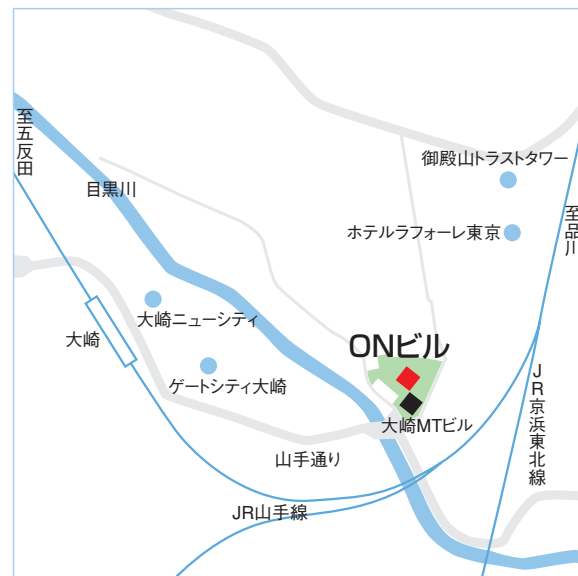 至五反田
御殿山トラストタワー
目黒川
至品川
ホテルラフォーレ東京
大崎ニューシティ
大崎
ONビル
ゲートシティ大崎
JR京浜東北線
大崎MTビル
山手通り
JR山手線